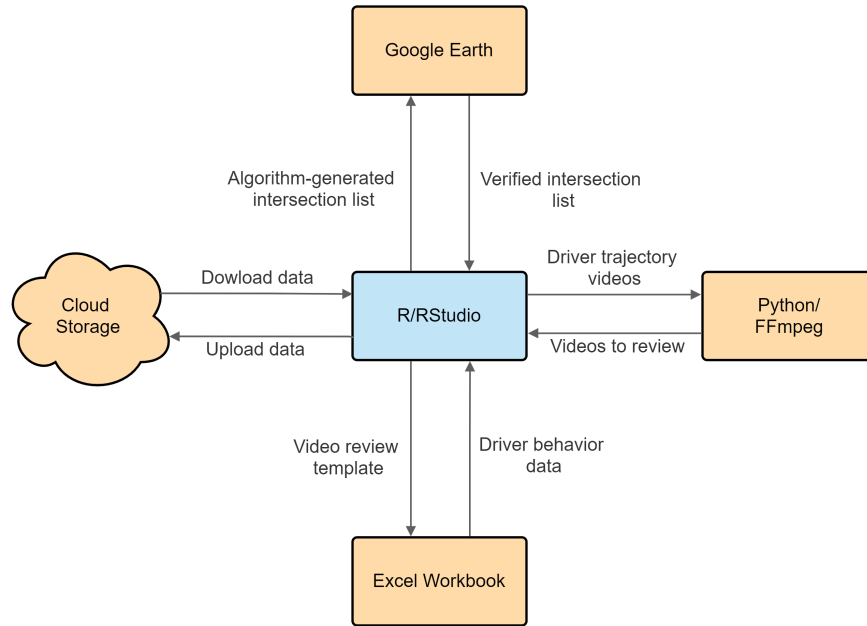 Google Earth
Algorithm-generated
intersection list
Verified intersection
list
Dowload data
Driver trajectory
videos
Cloud
Storage
R/RStudio
Python/
FFmpeg
Upload data
Videos to review
Video review
template
Driver behavior
data
Excel Workbook